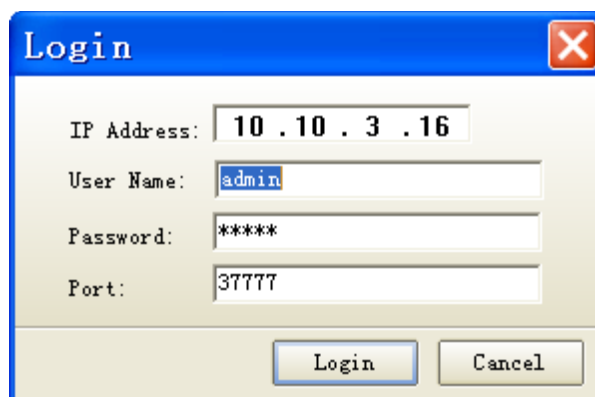 Login
IP Address: 10 .10 . 3 .16
User Name: admin
Password: *****
Port: 37777
Login Cancel